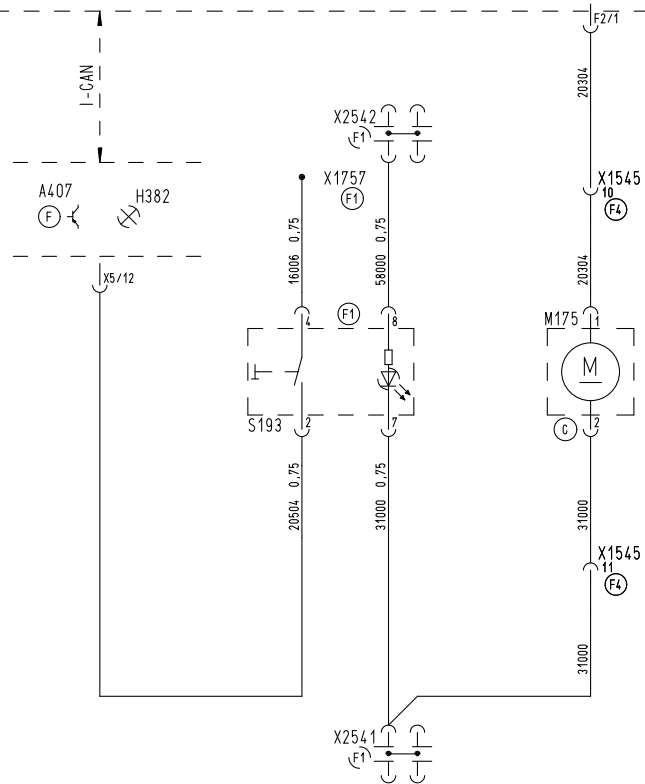 F2/1
I-CAN
20304
X2542
F1
X1757
F1
X1545
10
F4
A407
F
H382
16006 0,75
58000 0,75
20304
X5/12
4
F1
8
M175
1
M
S193
2
7
C
2
20504 0,75
31000 0,75
31000
X1545
11
F4
31000
X2541
F1